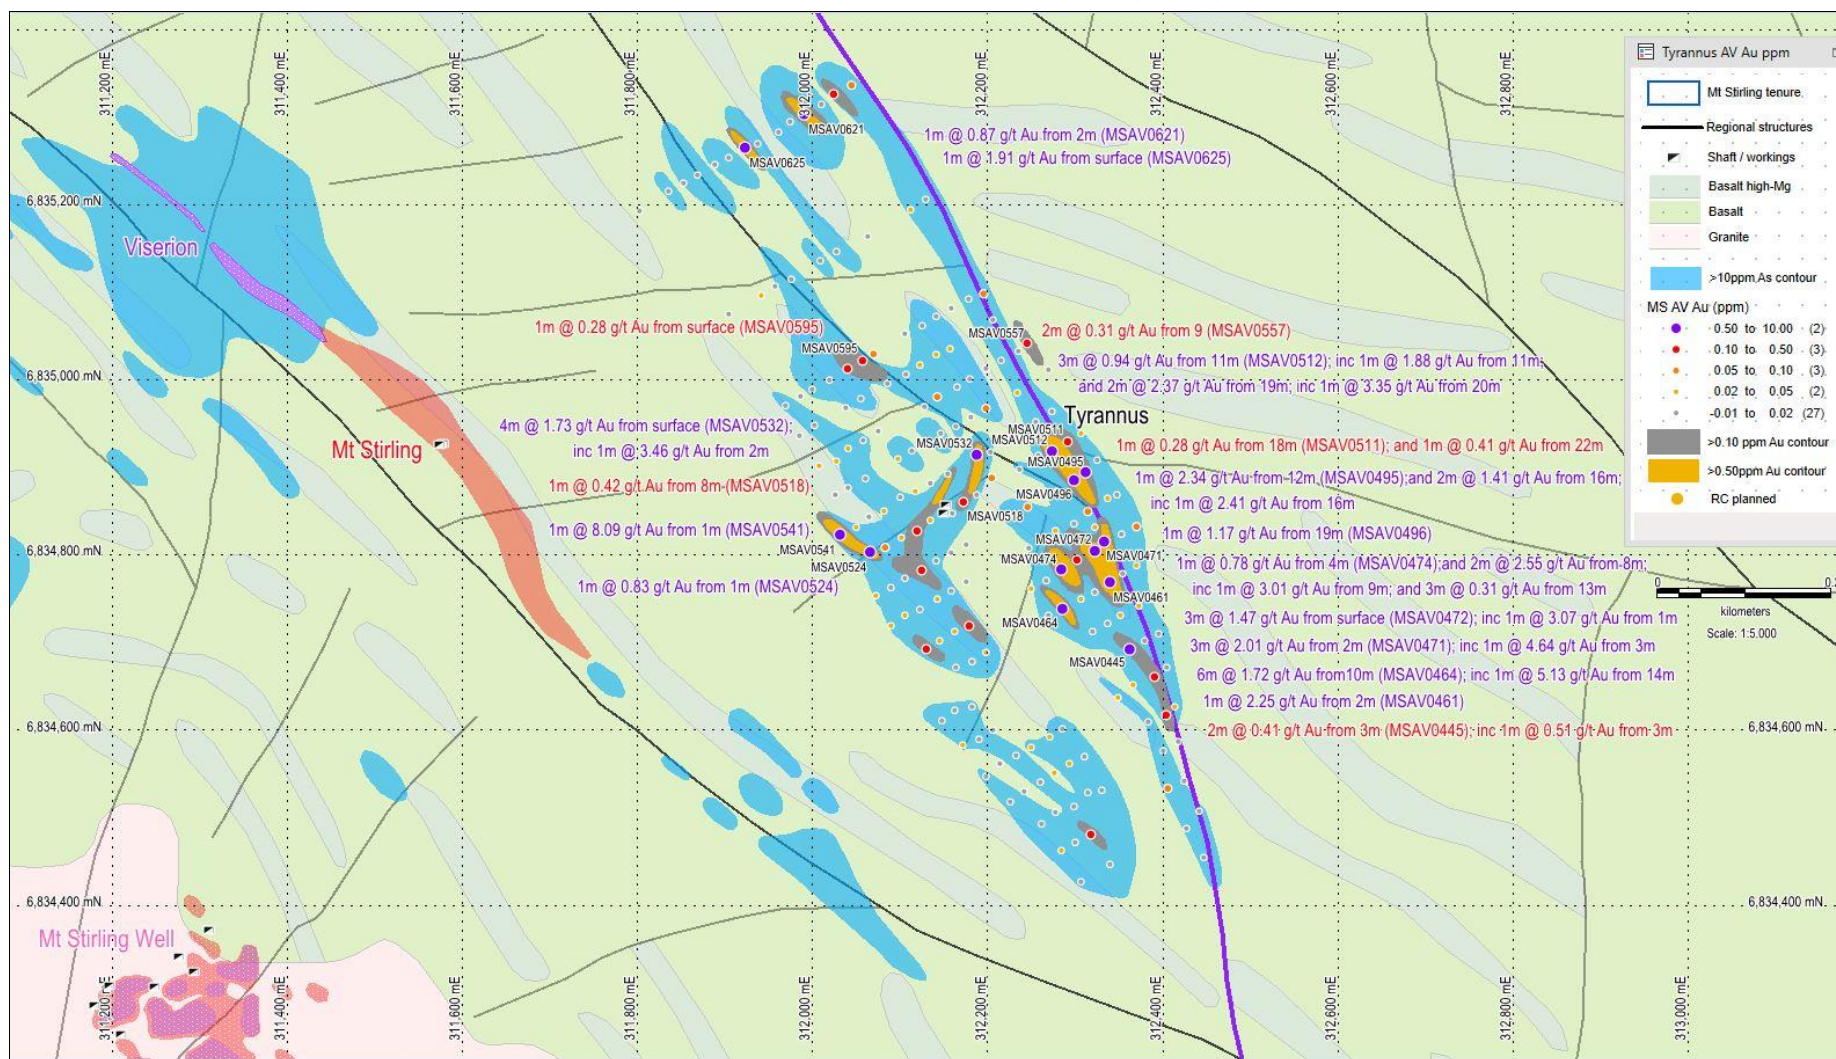 311,200 mE
311,400 mE
311,600 mE
311,800 mE
312,000 mE
312,200 mE
312,400 mE
312,600 mE
312,800 mE
Tyrannus AV Au ppm
Mt Stirling tenure
Regional structures
Shaft / workings
Basalt high-Mg
Basalt
Granite
>10ppm As contour
MS AV Au (ppm)
0.50 to 10.00 (2)
0.10 to 0.50 (3)
0.05 to 0.10 (3)
0.02 to 0.05 (2)
-0.01 to 0.02 (27)
>0.10 ppm Au contour
>0.50ppm Au contour
RC planned
0
kilometers
Scale: 1:5,000
MSAV0621
MSAV0625
1m @ 0.87 g/t Au from 2m (MSAV0621)
1m @ 1.91 g/t Au from surface (MSAV0625)
6,835,200 mN
Viserion
1m @ 0.28 g/t Au from surface (MSAV0595)
MSAV0595
MSAV0557
2m @ 0.31 g/t Au from 9 (MSAV0557)
3m @ 0.94 g/t Au from 11m (MSAV0512); inc 1m @ 1.88 g/t Au from 11m;
and 2m @ 2.37 g/t Au from 19m; inc 1m @ 3.35 g/t Au from 20m
6,835,000 mN
Tyrannus
4m @ 1.73 g/t Au from surface (MSAV0532);
inc 1m @ 3.46 g/t Au from 2m
MSAV0532
MSAV0511
MSAV0512
MSAV0495
MSAV0496
1m @ 0.28 g/t Au from 18m (MSAV0511); and 1m @ 0.41 g/t Au from 22m
Mt Stirling
1m @ 0.42 g/t Au from 8m (MSAV0518)
MSAV0518
1m @ 2.34 g/t Au from 12m (MSAV0495);and 2m @ 1.41 g/t Au from 16m;
inc 1m @ 2.41 g/t Au from 16m
1m @ 8.09 g/t Au from 1m (MSAV0541)
MSAV0541
MSAV0524
MSAV0472
MSAV0474
MSAV0471
1m @ 1.17 g/t Au from 19m (MSAV0496)
6,834,800 mN
1m @ 0.83 g/t Au from 1m (MSAV0524)
1m @ 0.78 g/t Au from 4m (MSAV0474);and 2m @ 2.55 g/t Au from 8m;
inc 1m @ 3.01 g/t Au from 9m; and 3m @ 0.31 g/t Au from 13m
MSAV0461
MSAV0464
3m @ 1.47 g/t Au from surface (MSAV0472); inc 1m @ 3.07 g/t Au from 1m
3m @ 2.01 g/t Au from 2m (MSAV0471); inc 1m @ 4.64 g/t Au from 3m
MSAV0445
6m @ 1.72 g/t Au from10m (MSAV0464); inc 1m @ 5.13 g/t Au from 14m
1m @ 2.25 g/t Au from 2m (MSAV0461)
2m @ 0.41 g/t Au from 3m (MSAV0445); inc 1m @ 0.51 g/t Au from 3m
6,834,600 mN
6,834,600 mN
6,834,400 mN
6,834,400 mN
Mt Stirling Well
311,200 mE
311,400 mE
311,600 mE
311,800 mE
312,000 mE
312,200 mE
312,400 mE
312,600 mE
312,800 mE
313,000 mE